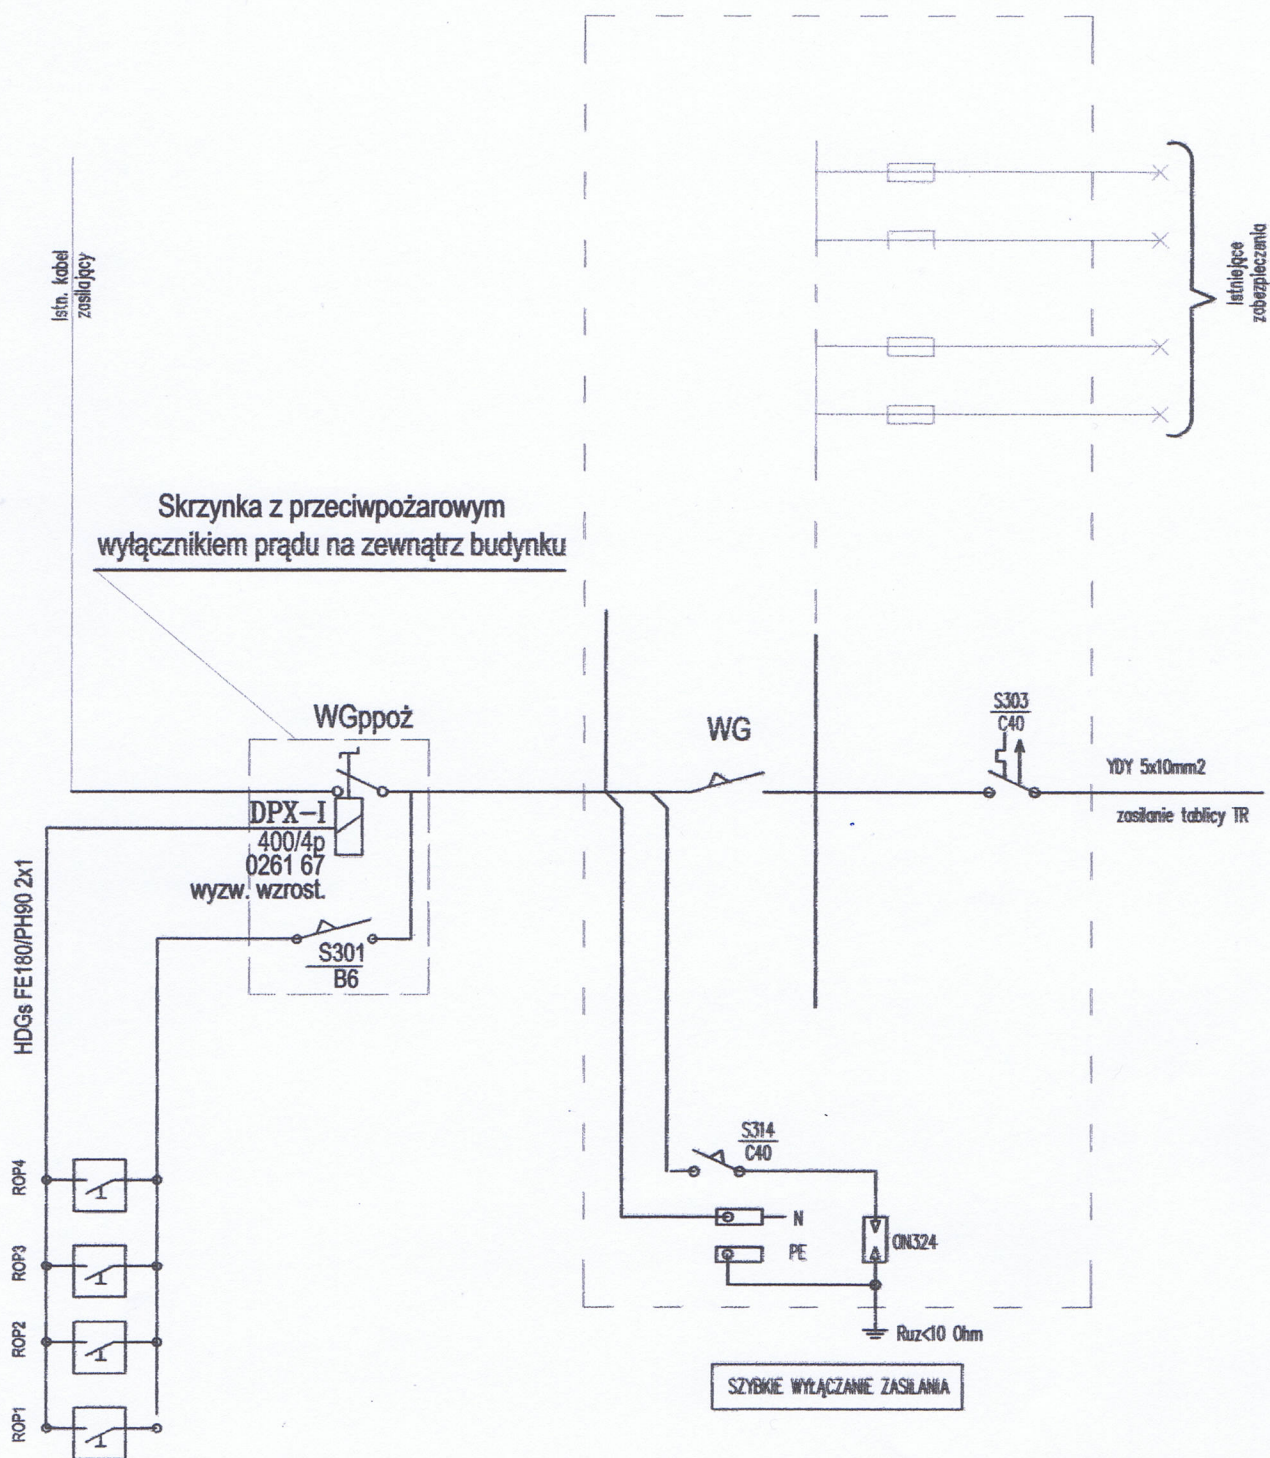 Istn. kabel
zasilający
Istniejące
zabezpieczania
Skrzynka z przeciwpożarowym
wyłącznikiem prądu na zewnątrz budynku
WGppoż
DPX-I
400/4p
0261 67
wyzw. wzrost.
S301
B6
WG
S303
C40
YDY 5x10mm2
zasilanie tablicy TR
HDGs FE180/PH90 2x1
ROP4
ROP3
ROP2
ROP1
S314
C40
N
PE
ON324
Ruz<10 Ohm
SZYBKIE WYŁĄCZANIE ZASILANIA